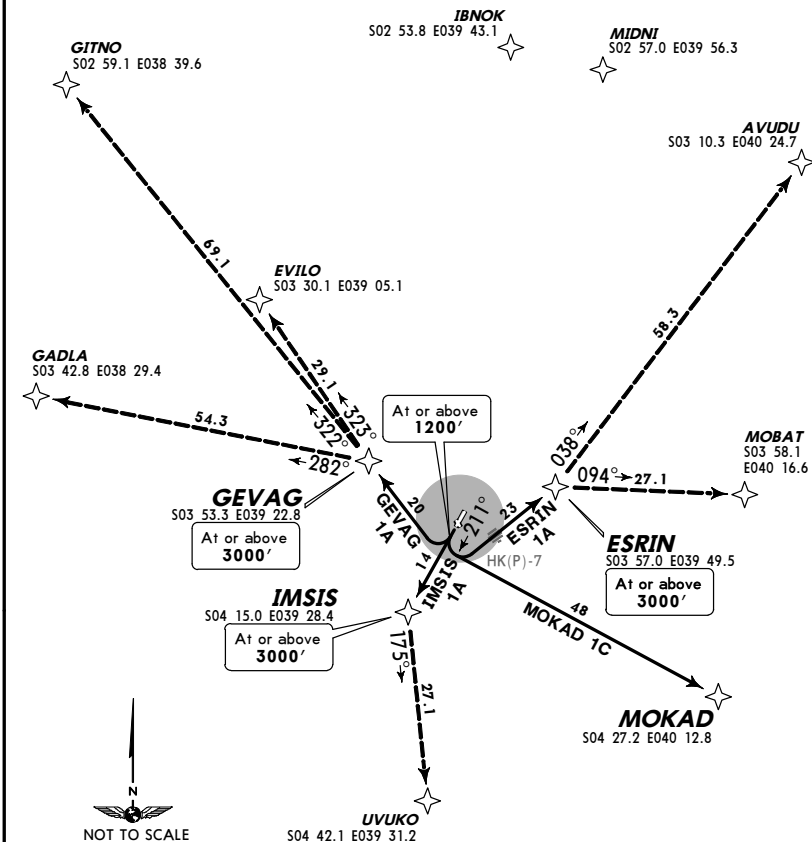 IBNOK
S02 53.8 E039 43.1
GITNO
S02 59.1 E038 39.6
MIDNI
S02 57.0 E039 56.3
AVUDU
S03 10.3 E040 24.7
69.1
EVILO
S03 30.1 E039 05.1
58.3
29.1
GADLA
S03 42.8 E038 29.4
54.3
323°
322°
282°
At or above
1200'
038°
094°
27.1
MOBAT
S03 58.1
E040 16.6
GEVAG
S03 53.3 E039 22.8
At or above
3000'
20
GEVAG
1A
211°
23
ESRIN
1A
HK(P)-7
ESRIN
S03 57.0 E039 49.5
At or above
3000'
14
IMSIS
1A
IMSIS
S04 15.0 E039 28.4
At or above
3000'
48
MOKAD 1C
175°
27.1
MOKAD
S04 27.2 E040 12.8
N
NOT TO SCALE
UVUKO
S04 42.1 E039 31.2